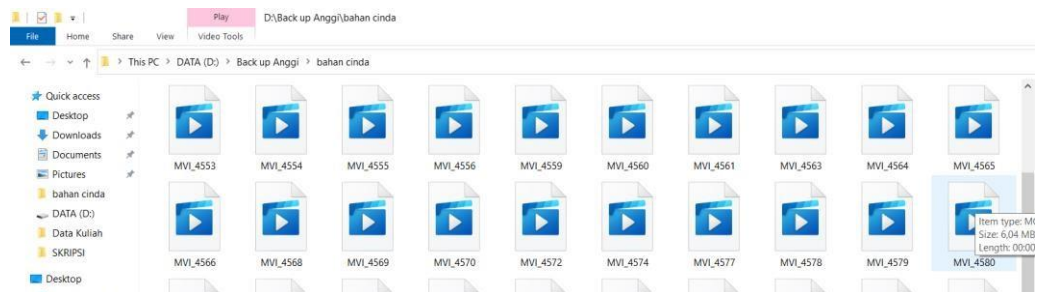 Play D:\Back up Anggi\bahan cinda
File Home Share View Video Tools
This PC > DATA (D:) > Back up Anggi > bahan cinda
Quick access
Desktop
Downloads
Documents
Pictures
bahan cinda
DATA (D:)
Data Kuliah
SKRIPSI
Desktop
MVI_4553 MVI_4554 MVI_4555 MVI_4556 MVI_4559 MVI_4560 MVI_4561 MVI_4563 MVI_4564 MVI_4565
MVI_4566 MVI_4568 MVI_4569 MVI_4570 MVI_4572 MVI_4574 MVI_4577 MVI_4578 MVI_4579 MVI_4580
Item type:
Size: 6,04 MB
Length: